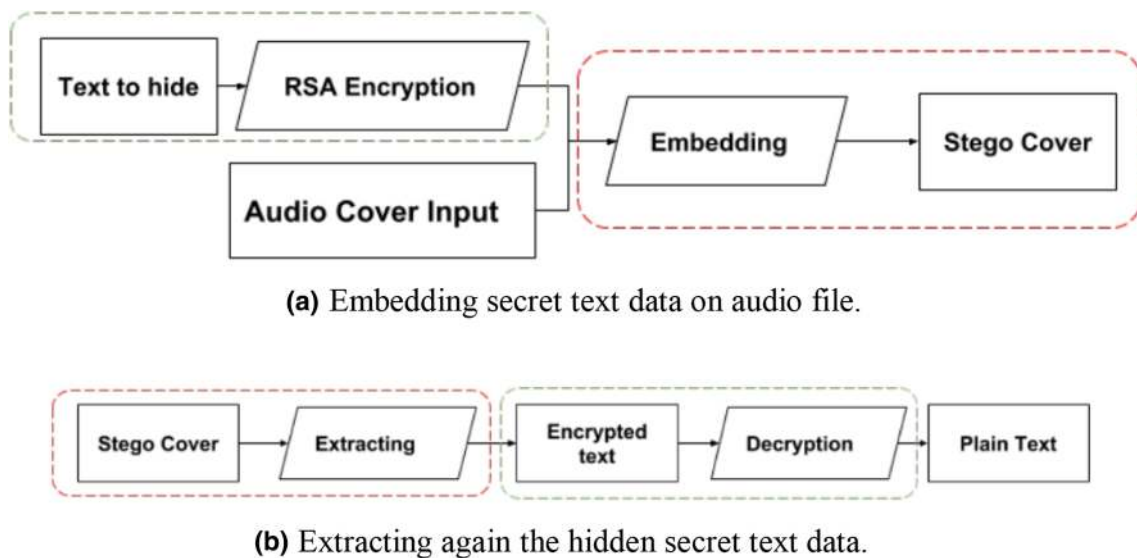 Text to hide
RSA Encryption
Embedding
Stego Cover
Audio Cover Input
(a) Embedding secret text data on audio file.
Stego Cover
Extracting
Encrypted
text
Decryption
Plain Text
(b) Extracting again the hidden secret text data.